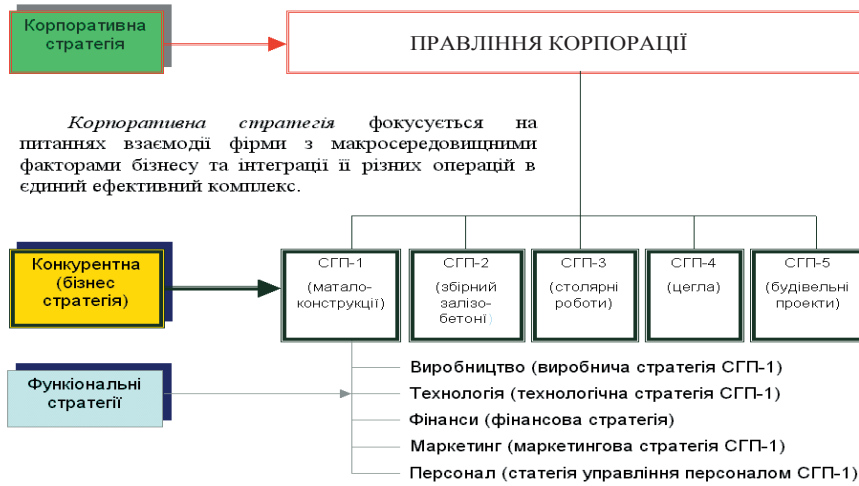 Корпоративна
стратегія
ПРАВЛІННЯ КОРПОРАЦІЇ
Корпоративна стратегія фокусується на
питаннях взаємодії фірми з макросередовищними
факторами бізнесу та інтеграції її різних операцій в
єдиний ефективний комплекс.
Конкурентна
(бізнес
стратегія)
СГП-1
(матало-
конструкції)
СГП-2
(збірний
залізо-
бетоні)
СГП-3
(столярні
роботи)
СГП-4
(цегла)
СГП-5
(будівельні
проекти)
Функіональні
стратегії
Виробництво (виробнича стратегія СГП-1)
Технологія (технологічна стратегія СГП-1)
Фінанси (фінансова стратегія)
Маркетинг (маркетингова стратегія СГП-1)
Персонал (статегія управління персоналом СГП-1)